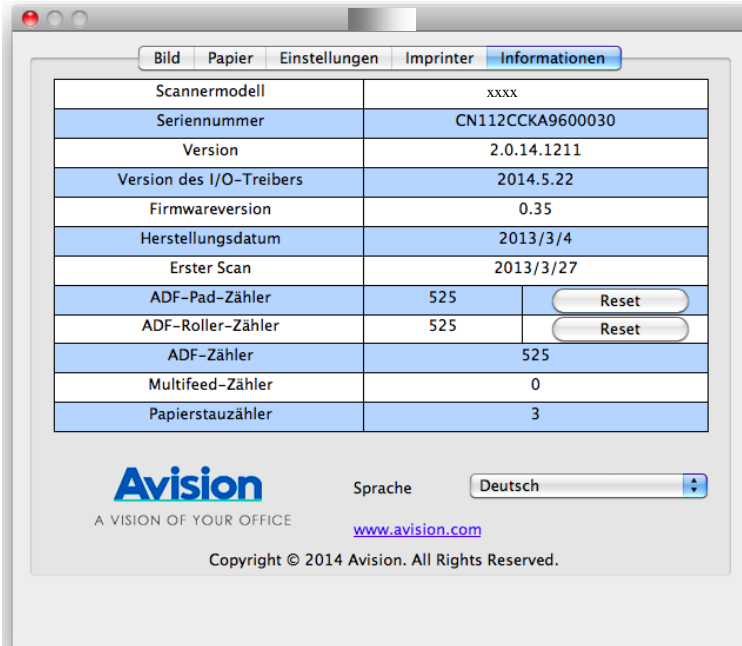 Bild Papier Einstellungen Imprinter Informationen
Scannermodell xxxx
Seriennummer CN112CCKA9600030
Version 2.0.14.1211
Version des I/O-Treibers 2014.5.22
Firmwareversion 0.35
Herstellungsdatum 2013/3/4
Erster Scan 2013/3/27
ADF-Pad-Zähler 525 Reset
ADF-Roller-Zähler 525 Reset
ADF-Zähler 525
Multifeed-Zähler 0
Papierstauzähler 3
Avision
A VISION OF YOUR OFFICE
Sprache Deutsch
www.avision.com
Copyright © 2014 Avision. All Rights Reserved.